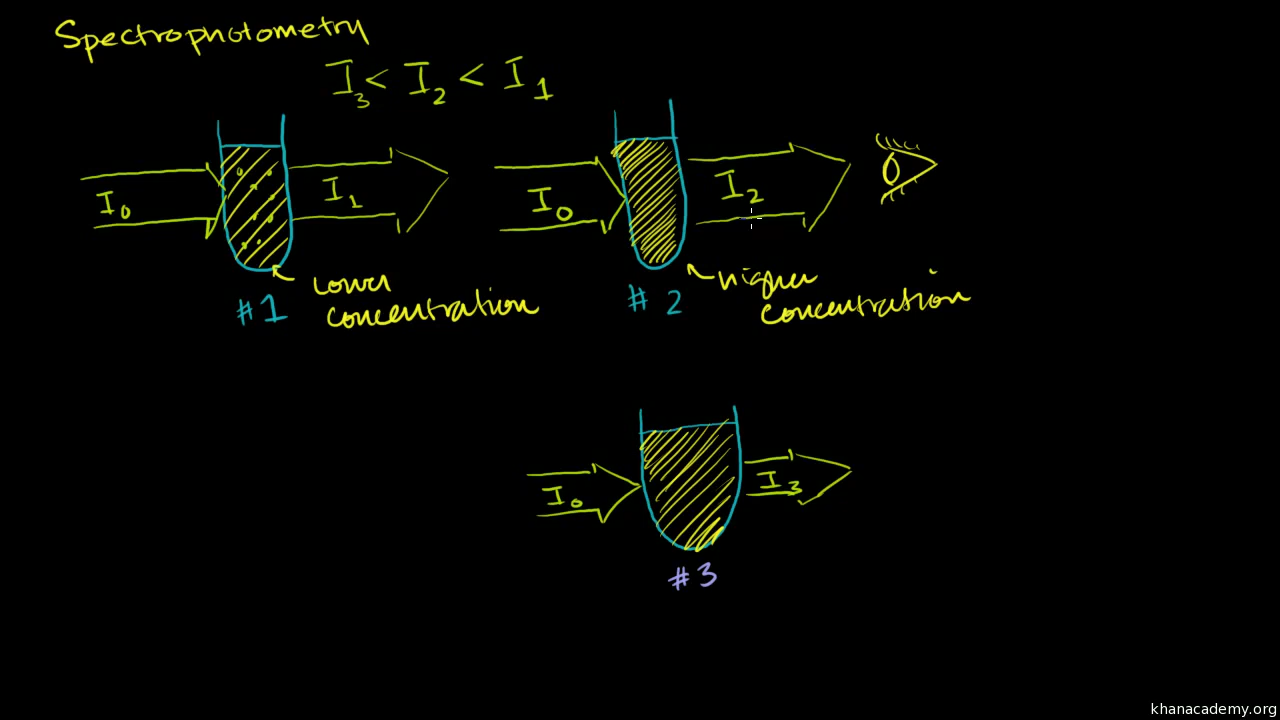 Spectrophotometry
I₃ < I₂ < I₁
I₀
I₁
I₀
I₂
lower
concentration
#1
higher
concentration
#2
I₀
I₃
#3
khanacademy.org